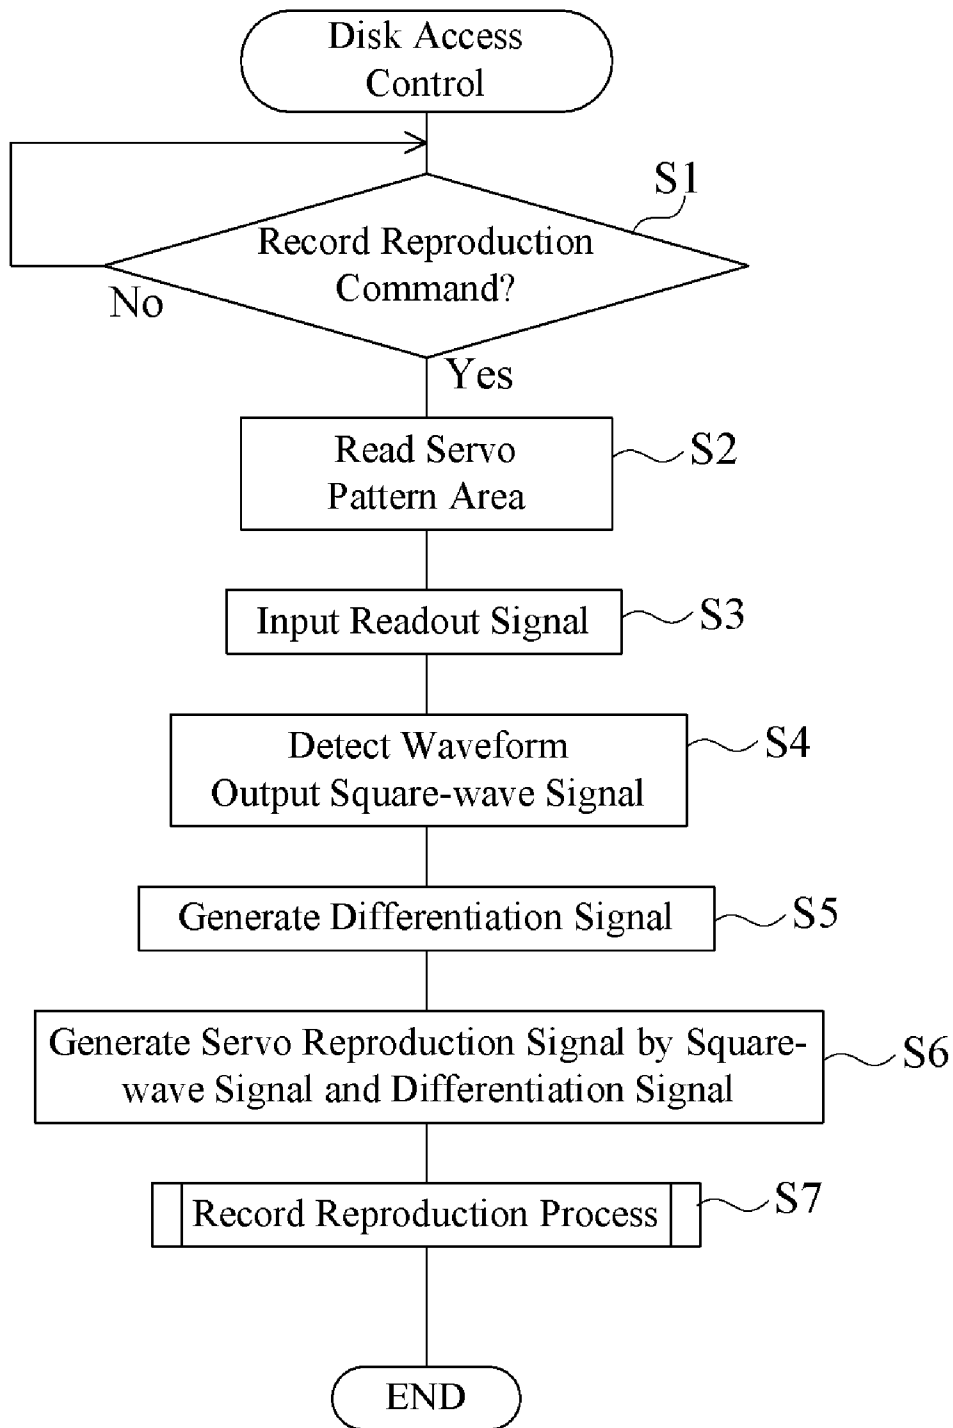 Disk Access
Control
S1
Record Reproduction
Command?
No
Yes
Read Servo
Pattern Area
S2
Input Readout Signal
S3
Detect Waveform
Output Square-wave Signal
S4
Generate Differentiation Signal
S5
Generate Servo Reproduction Signal by Square-
wave Signal and Differentiation Signal
S6
Record Reproduction Process
S7
END